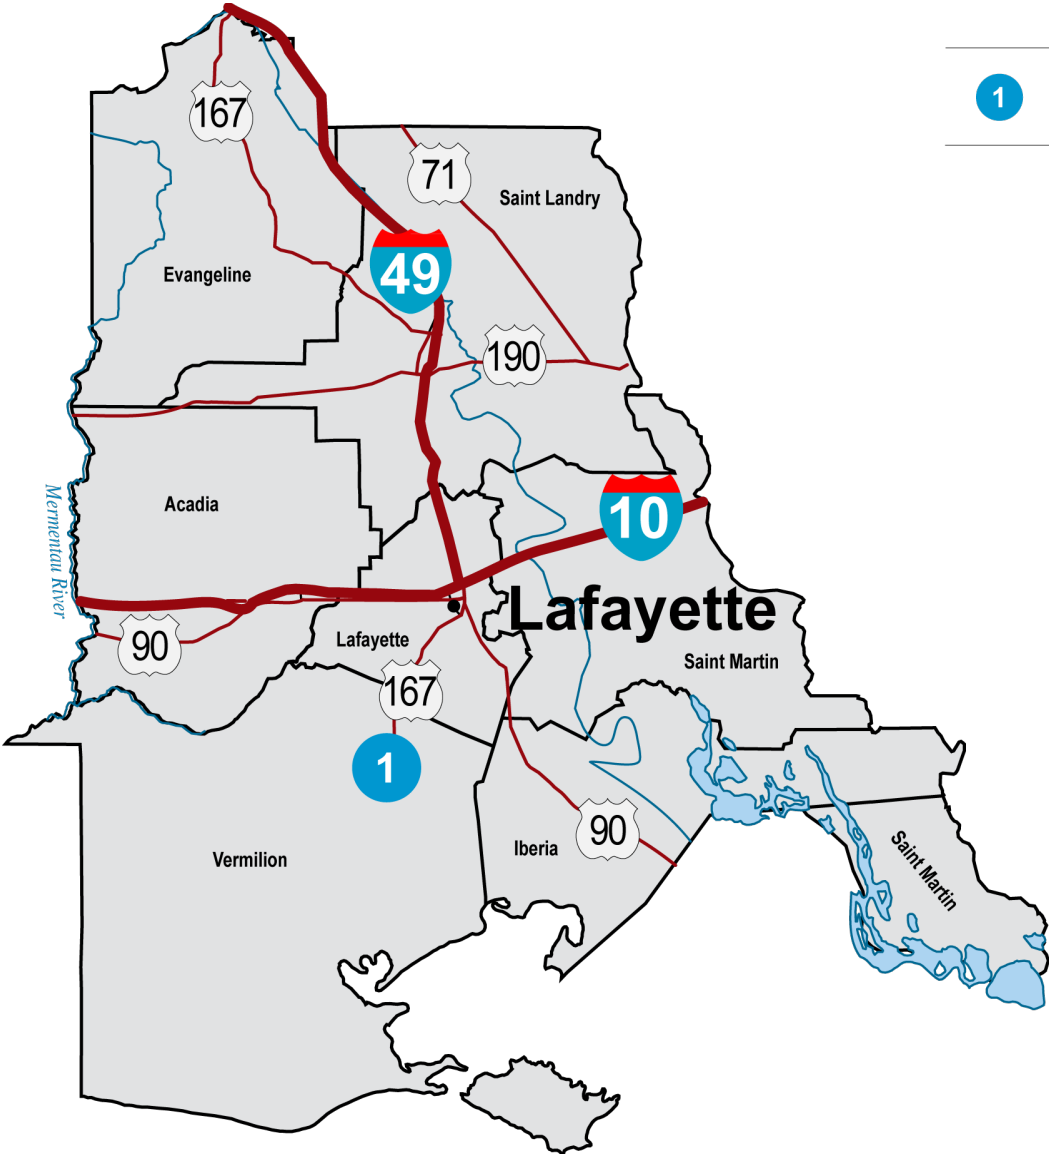 1
167
71
Saint Landry
Evangeline
49
190
Mermentau River
Acadia
10
Lafayette
90
Lafayette
Saint Martin
167
1
90
Iberia
Vermilion
Saint Martin